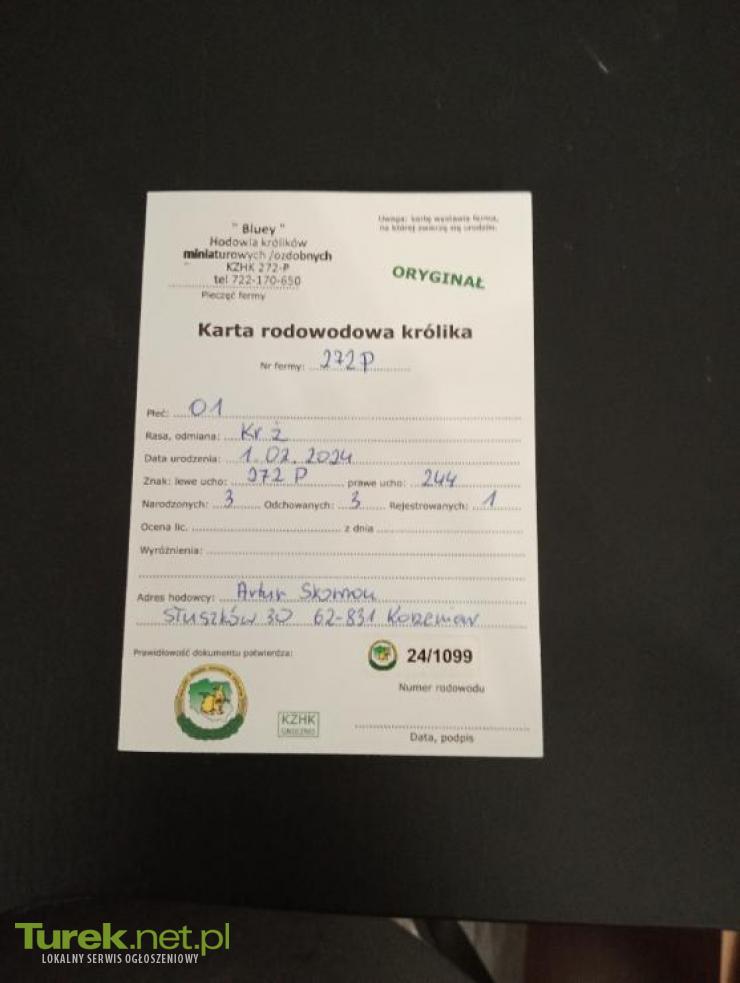 " Bluey "
Hodowla królików
miniaturowych /ozdobnych
KZHK 272-P
tel 722-170-650
Pieczęć fermy
Uwaga: kartę wystawia ferma,
na której zwierzę się urodziło.
ORYGINAŁ
Karta rodowodowa królika
Nr fermy: 272P
Płeć: 01
Rasa, odmiana: Kr ż
Data urodzenia: 1.02.2024
Znak: lewe ucho: 272 P prawe ucho: 244
Narodzonych: 3 Odchowanych: 3 Rejestrowanych: 1
Ocena lic. z dnia
Wyróżnienia:
Adres hodowcy: Artur
30 62-831
Prawidłowość dokumentu potwierdza:
24/1099
Numer rodowodu
KZHK
GNIEZNO
Data, podpis
Turek.net.pl
LOKALNY SERWIS OGŁOSZENIOWY